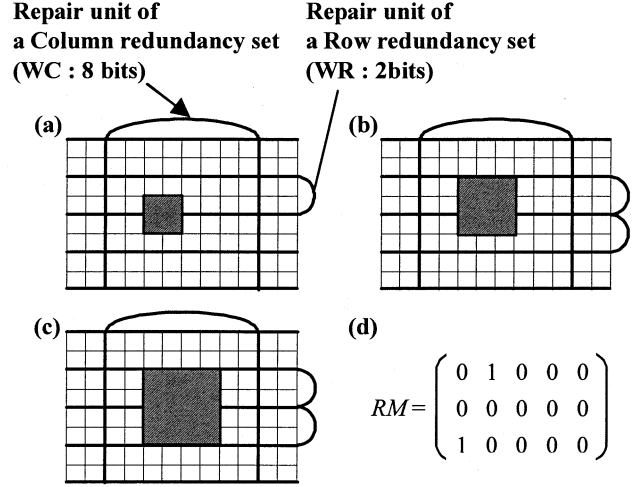 Repair unit of
a Column redundancy set
(WC : 8 bits)
Repair unit of
a Row redundancy set
(WR : 2bits)
(a)
(b)
(c)
(d)
RM =
0 1 0 0 0
0 0 0 0 0
1 0 0 0 0